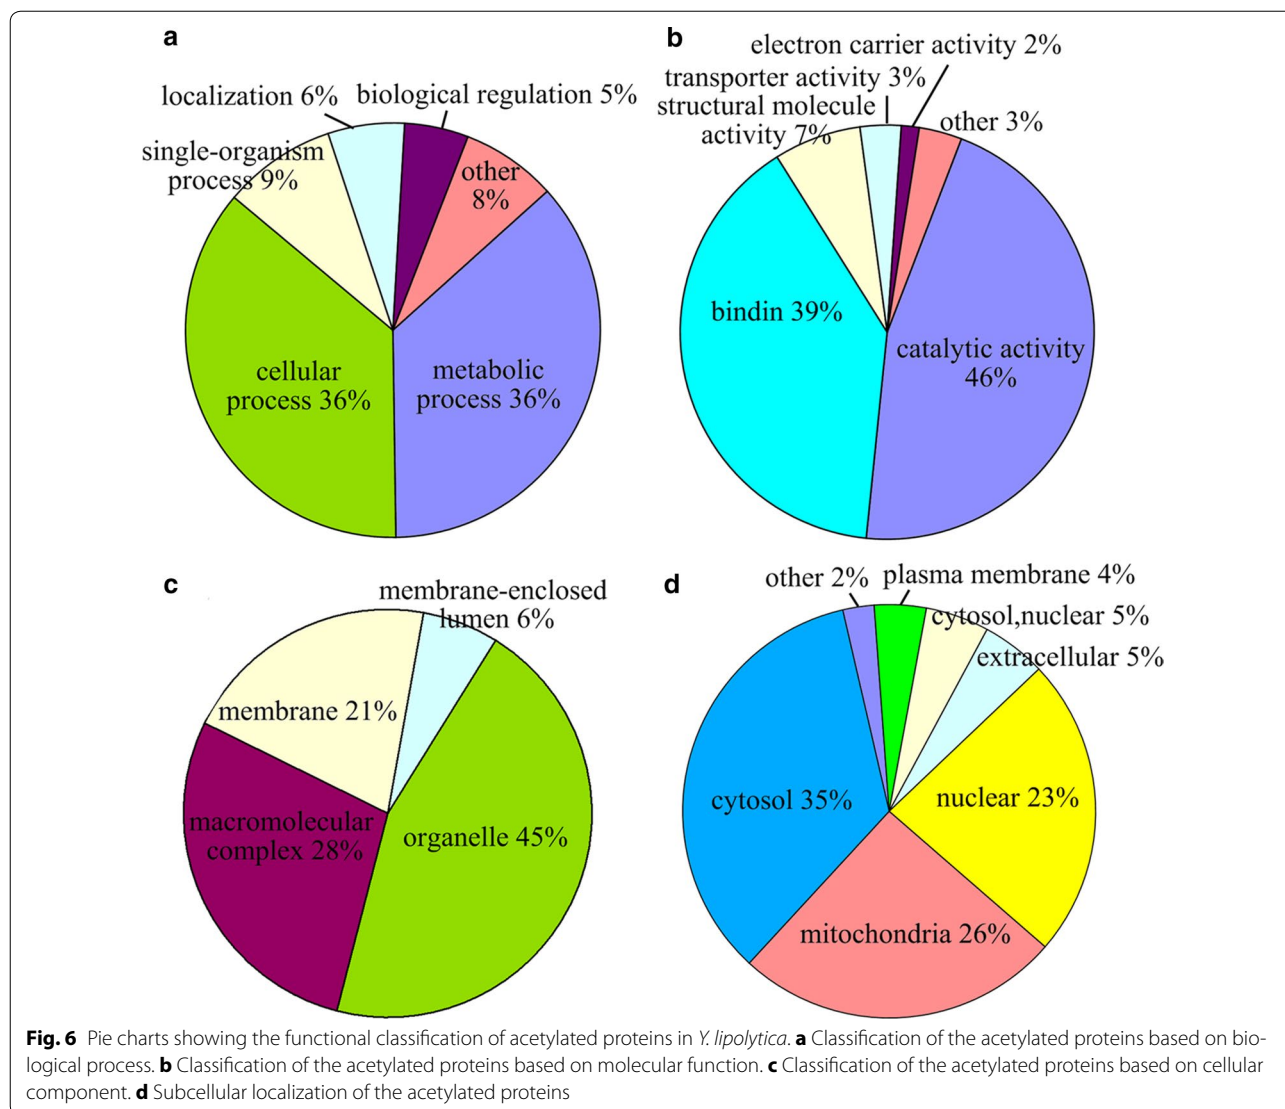 a
localization 6%
biological regulation 5%
single-organism
process 9%
other
8%
cellular
process 36%
metabolic
process 36%
b
electron carrier activity 2%
transporter activity 3%
structural molecule
activity 7%
other 3%
bindin 39%
catalytic activity
46%
c
membrane-enclosed
lumen 6%
membrane 21%
macromolecular
complex 28%
organelle 45%
d
other 2%
plasma membrane 4%
cytosol,nuclear 5%
extracellular 5%
cytosol 35%
nuclear 23%
mitochondria 26%
Fig. 6 Pie charts showing the functional classification of acetylated proteins in Y. lipolytica. a Classification of the acetylated proteins based on bio-
logical process. b Classification of the acetylated proteins based on molecular function. c Classification of the acetylated proteins based on cellular
component. d Subcellular localization of the acetylated proteins